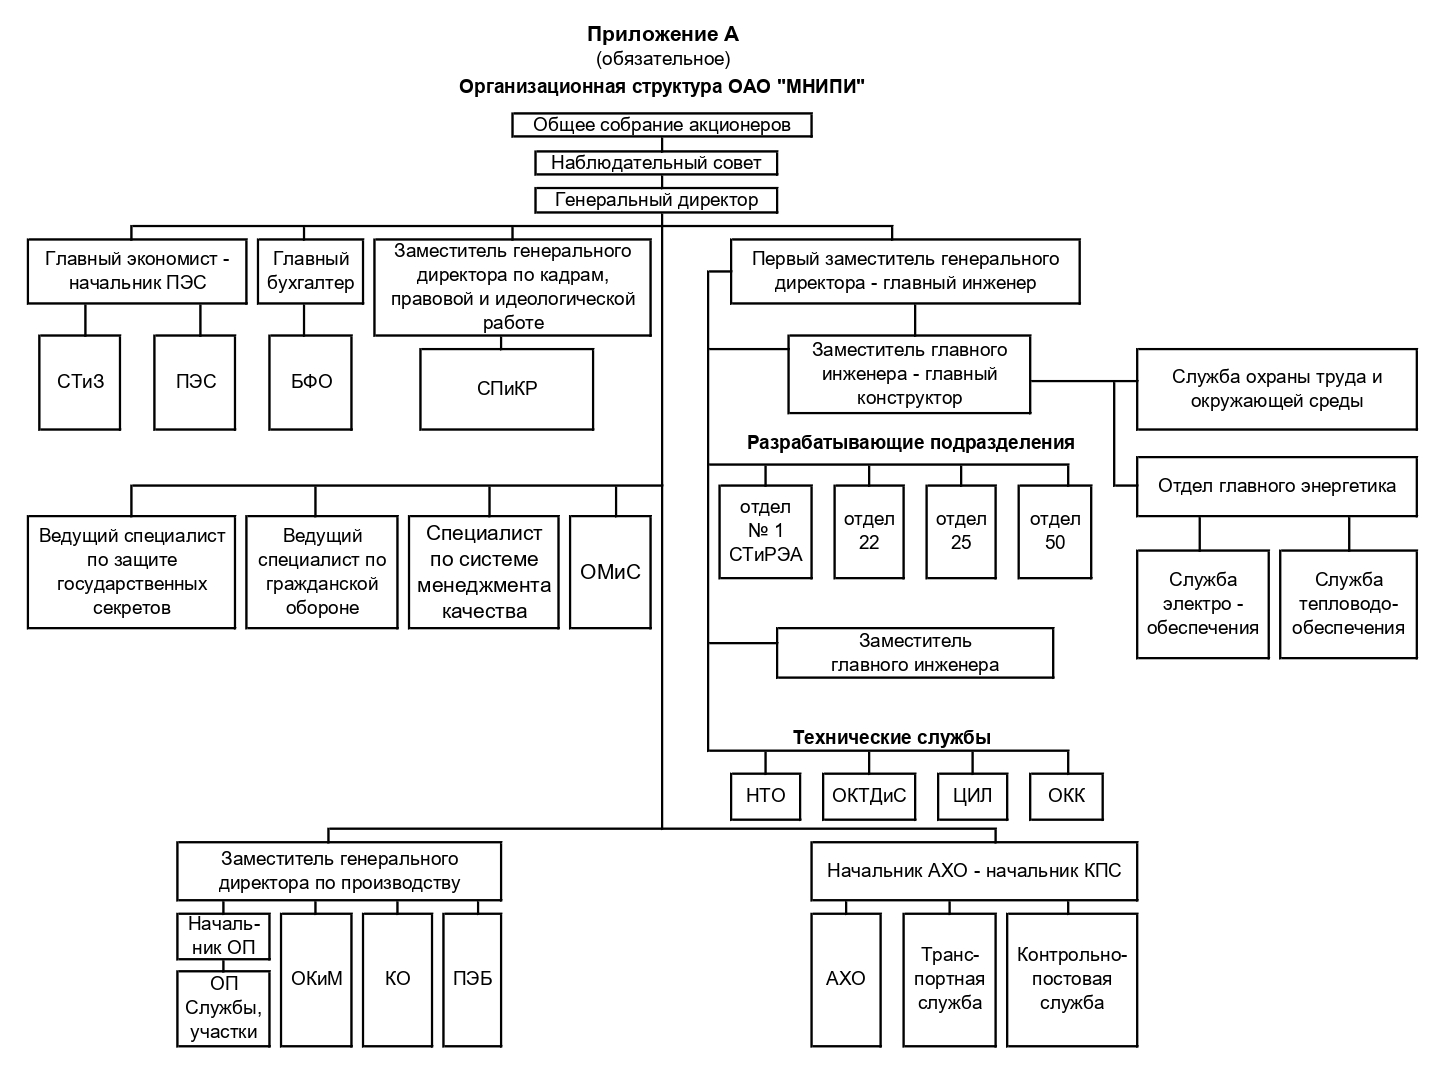 Приложение А
(обязательное)
Организационная структура ОАО "МНИПИ"
Общее собрание акционеров
Наблюдательный совет
Генеральный директор
Главный экономист -
начальник ПЭС
Главный
бухгалтер
Заместитель генерального
директора по кадрам,
правовой и идеологической
работе
Первый заместитель генерального
директора - главный инженер
СТиЗ
ПЭС
БФО
СПиКР
Заместитель главного
инженера - главный
конструктор
Служба охраны труда и
окружающей среды
Разрабатывающие подразделения
Отдел главного энергетика
отдел
№ 1
СТиРЭА
отдел
22
отдел
25
отдел
50
Служба
электро -
обеспечения
Служба
тепловодо-
обеспечения
Ведущий специалист
по защите
государственных
секретов
Ведущий
специалист по
гражданской
обороне
Специалист
по системе
менеджмента
качества
ОМиС
Заместитель
главного инженера
Технические службы
НТО
ОКТДиС
ЦИЛ
ОКК
Заместитель генерального
директора по производству
Начальник АХО - начальник КПС
Началь-
ник ОП
ОП
Службы,
участки
ОКиМ
КО
ПЭБ
АХО
Транс-
портная
служба
Контрольно-
постовая
служба